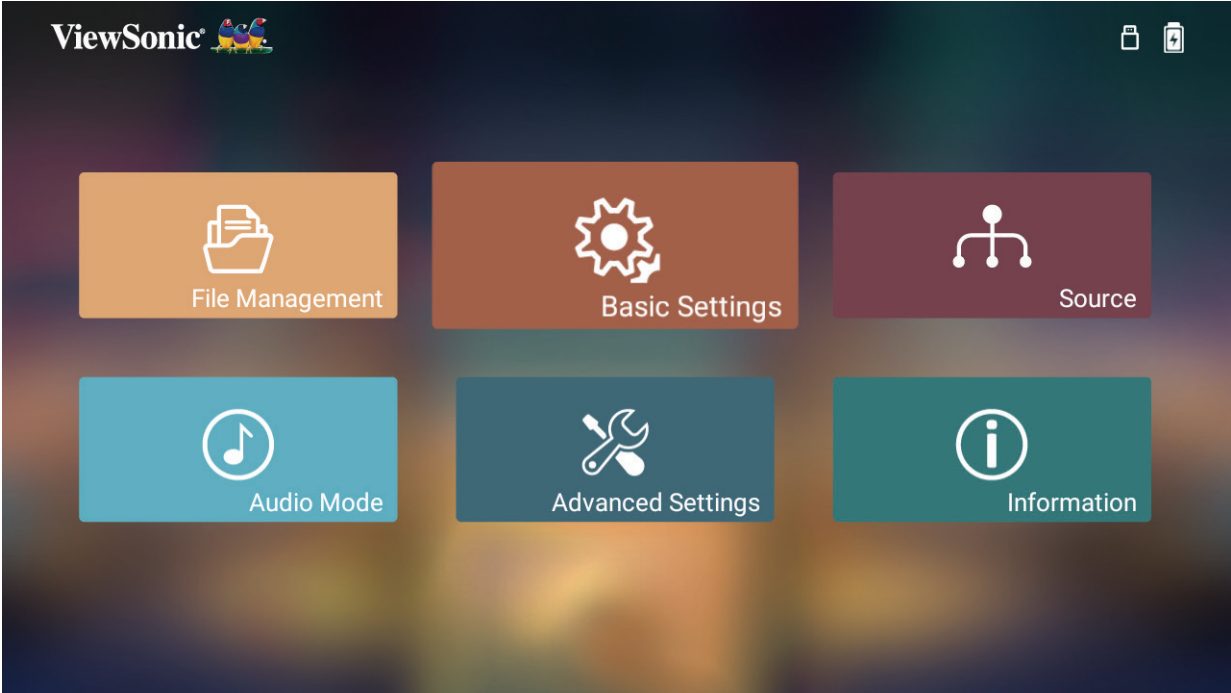 ViewSonic®
File Management
Basic Settings
Source
Audio Mode
Advanced Settings
Information